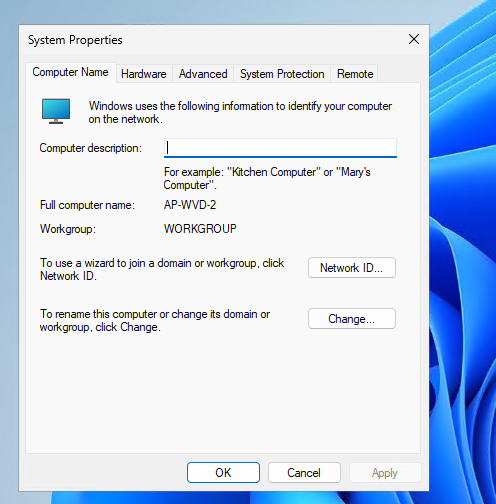 System Properties
Computer Name
Hardware
Advanced
System Protection
Remote
Windows uses the following information to identify your computer
on the network.
Computer description:
For example: "Kitchen Computer" or "Mary's
Computer".
Full computer name:
AP-WVD-2
Workgroup:
WORKGROUP
To use a wizard to join a domain or workgroup, click
Network ID.
Network ID...
To rename this computer or change its domain or
workgroup, click Change.
Change...
OK
Cancel
Apply